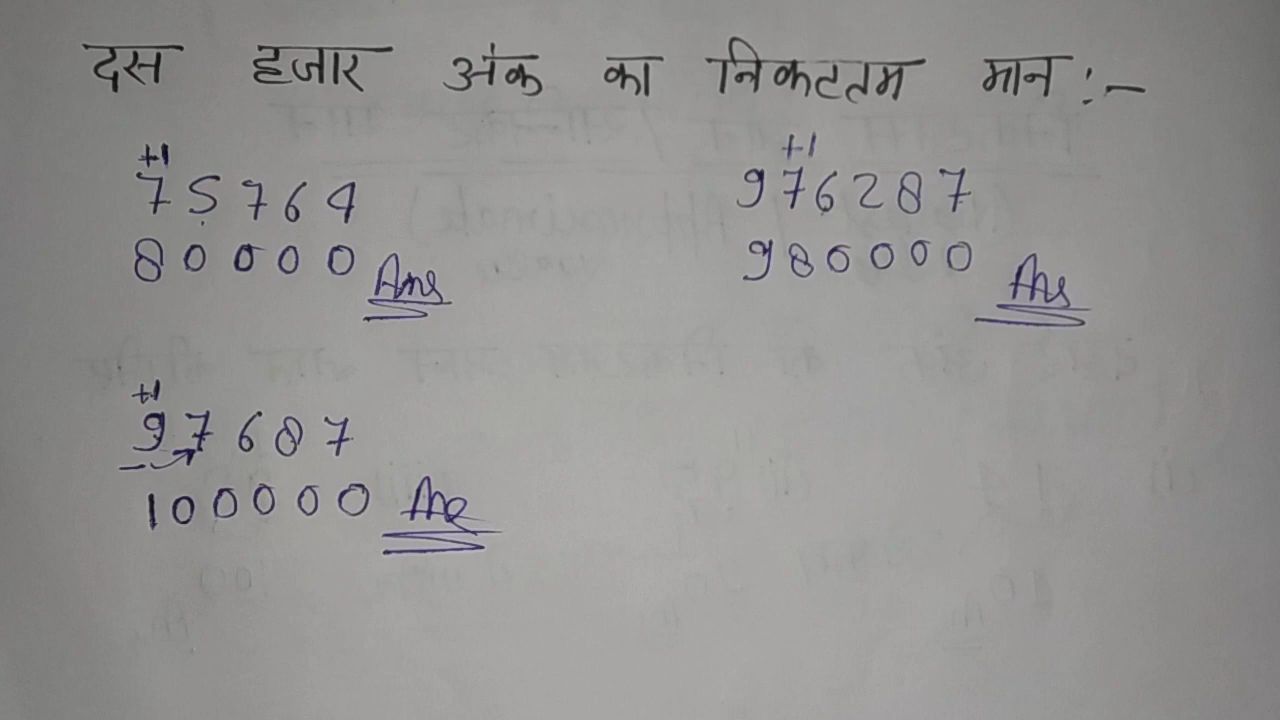 दस हजार अंक का निकटतम मान :-
+1
75764
80000 Ans
+1
976287
980000 Ans
+1
97687
100000 Ans